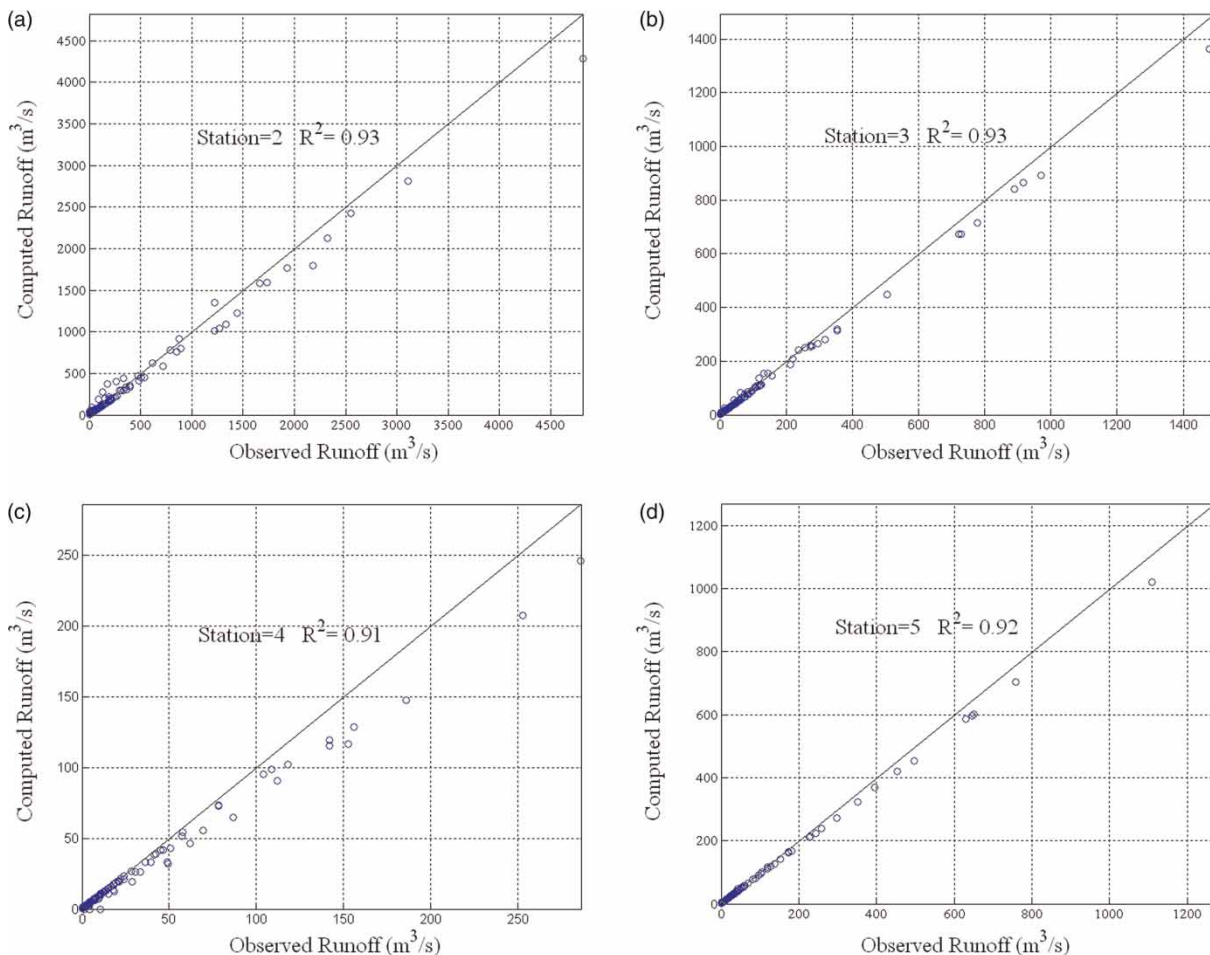 (a)
4500
4000
3500
3000
2500
2000
1500
1000
500
0
Computed Runoff (m³/s)
Station=2 R²= 0.93
0 500 1000 1500 2000 2500 3000 3500 4000 4500
Observed Runoff (m³/s)
(b)
1400
1200
1000
800
600
400
200
0
Computed Runoff (m³/s)
Station=3 R²= 0.93
0 200 400 600 800 1000 1200 1400
Observed Runoff (m³/s)
(c)
250
200
150
100
50
0
Computed Runoff (m³/s)
Station=4 R²= 0.91
0 50 100 150 200 250
Observed Runoff (m³/s)
(d)
1200
1000
800
600
400
200
0
Computed Runoff (m³/s)
Station=5 R²= 0.92
0 200 400 600 800 1000 1200
Observed Runoff (m³/s)